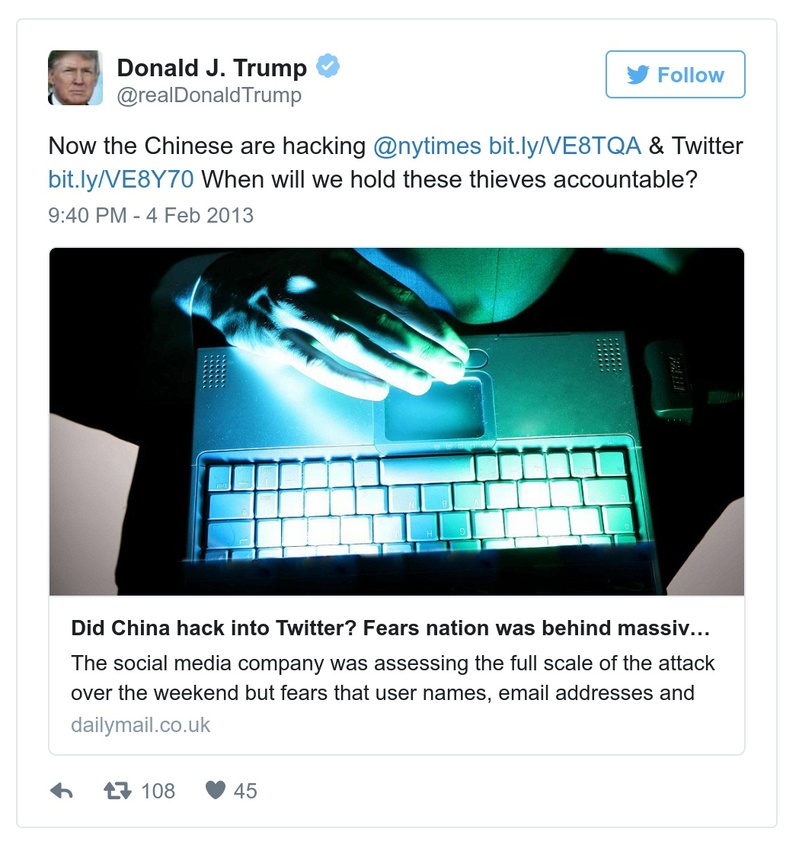 Donald J. Trump
@realDonaldTrump
Follow
Now the Chinese are hacking @nytimes bit.ly/VE8TQA & Twitter
bit.ly/VE8Y70 When will we hold these thieves accountable?
9:40 PM - 4 Feb 2013
Did China hack into Twitter? Fears nation was behind massiv...
The social media company was assessing the full scale of the attack
over the weekend but fears that user names, email addresses and
dailymail.co.uk
108
45